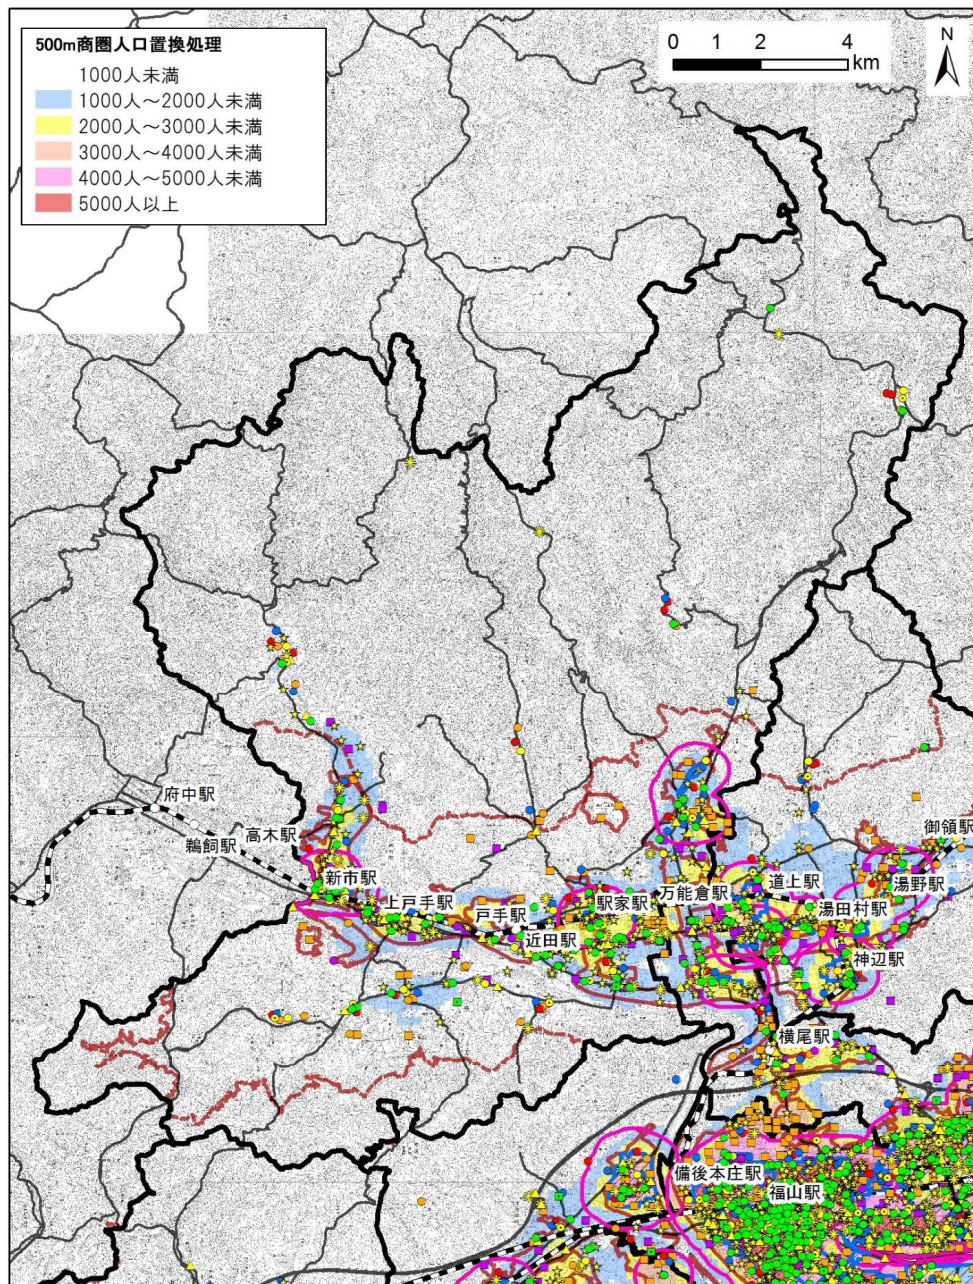 500m商圏人口置換処理
1000人未満
1000人～2000人未満
2000人～3000人未満
3000人～4000人未満
4000人～5000人未満
5000人以上
0 1 2 4
km
N
府中駅
鵜飼駅
高木駅
新市駅
上戸手駅
戸手駅
近田駅
駅家駅
万能倉駅
道上駅
湯田村駅
湯野駅
御領駅
神辺駅
横尾駅
備後本庄駅
福山駅